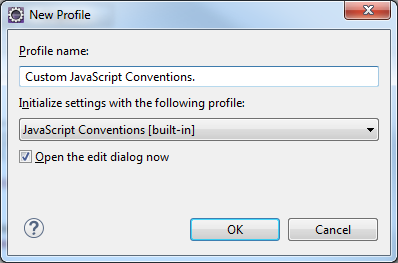 New Profile
Profile name:
Custom JavaScript Conventions.
Initialize settings with the following profile:
JavaScript Conventions [built-in]
Open the edit dialog now
?
OK Cancel